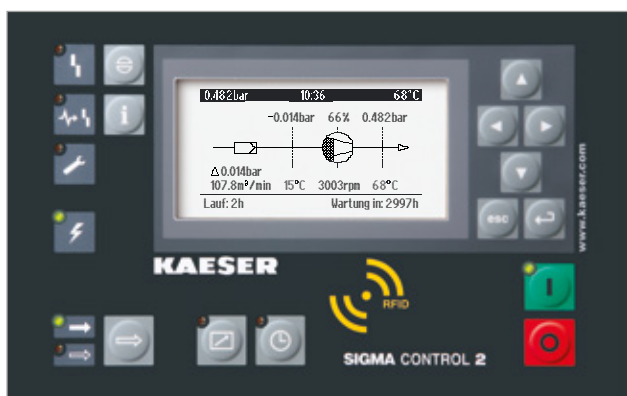 0.482bar 10:36 68°C
-0.014bar 66% 0.482bar
Δ 0.014bar
107.8m³/min 15°C 3003rpm 68°C
Lauf: 2h Wartung in: 2997h
i
esc
www.kaeser.com
KAESER
RFID
I
O
SIGMA CONTROL 2